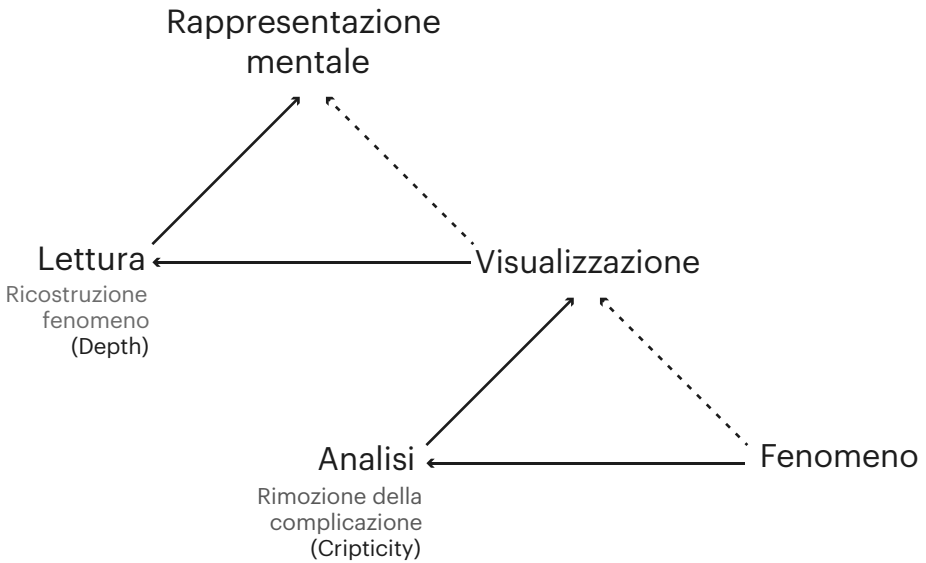 Rappresentazione
mentale
Lettura
Visualizzazione
Ricostruzione
fenomeno
(Depth)
Analisi
Fenomeno
Rimozione della
complicazione
(Cripticity)